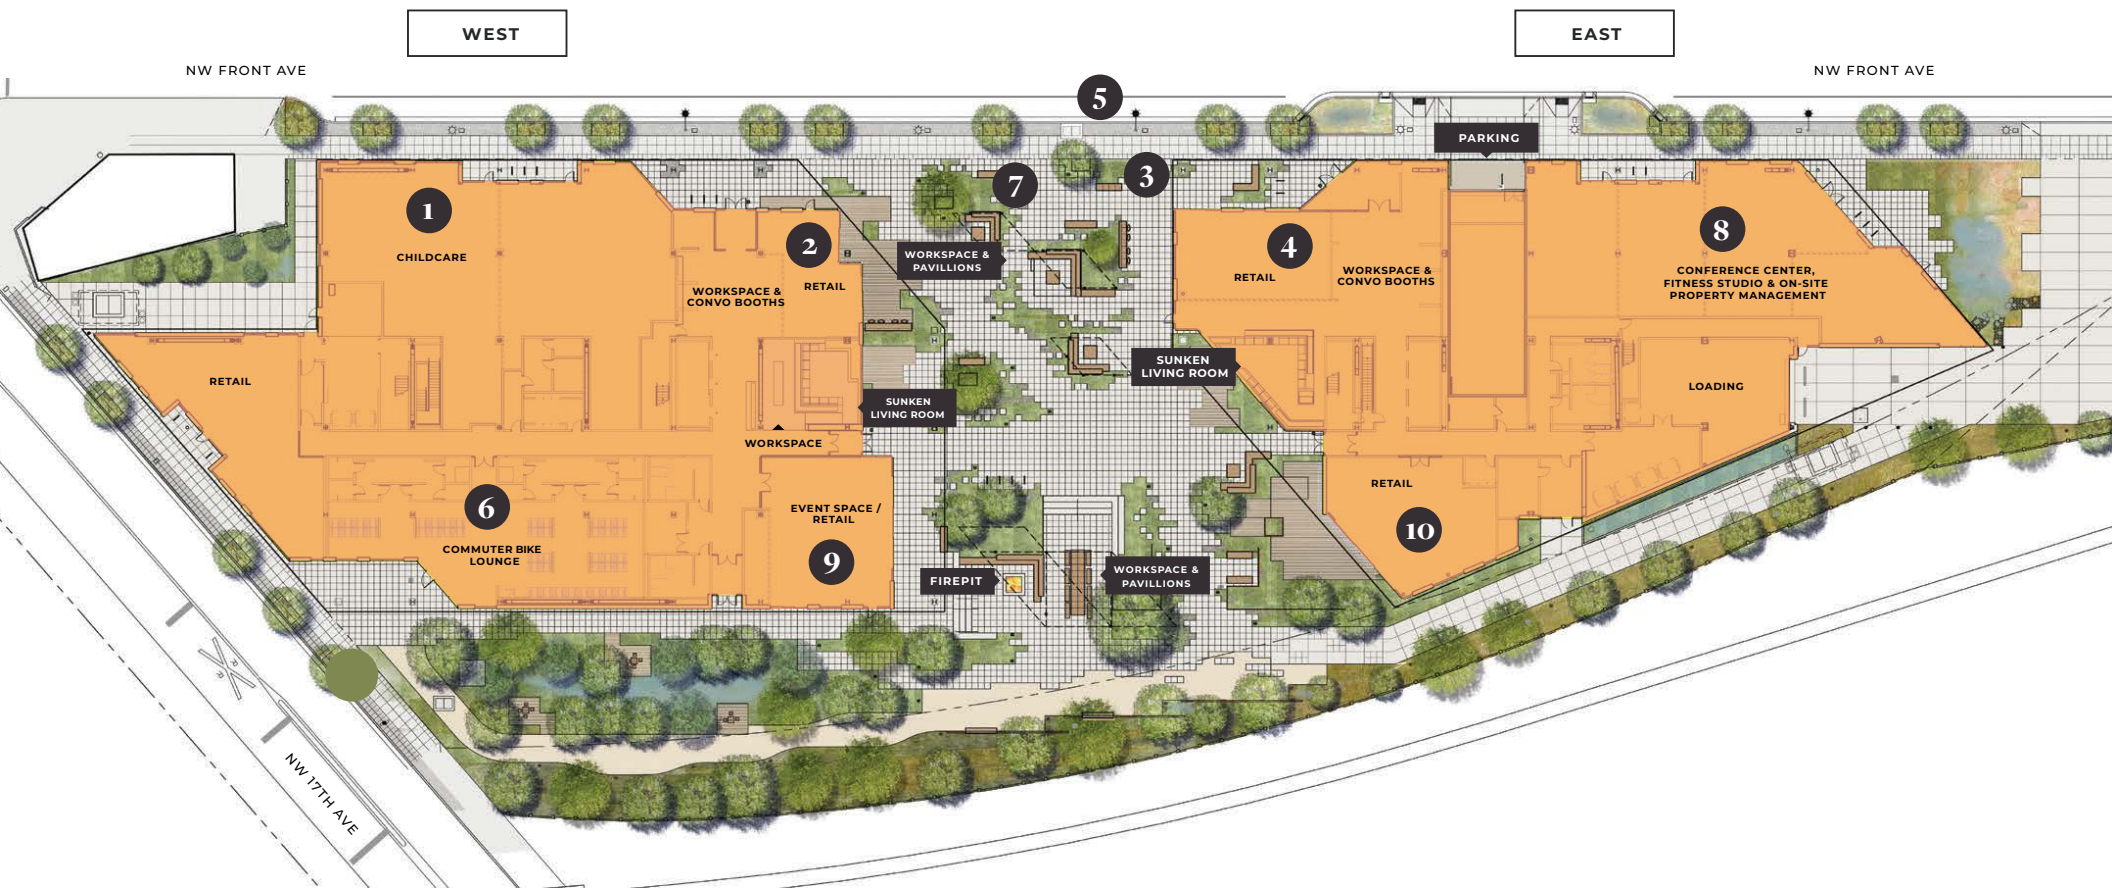 WEST
EAST
NW FRONT AVE
NW FRONT AVE
5
PARKING
7
3
1
CHILDCARE
2
RETAIL
WORKSPACE &
CONVO BOOTHS
WORKSPACE &
PAVILLIONS
4
RETAIL
WORKSPACE &
CONVO BOOTHS
8
CONFERENCE CENTER,
FITNESS STUDIO & ON-SITE
PROPERTY MANAGEMENT
RETAIL
SUNKEN
LIVING ROOM
SUNKEN
LIVING ROOM
LOADING
WORKSPACE
6
COMMUTER BIKE
LOUNGE
EVENT SPACE /
RETAIL
9
RETAIL
10
FIREPIT
WORKSPACE &
PAVILLIONS
R
R
NW 17TH AVE